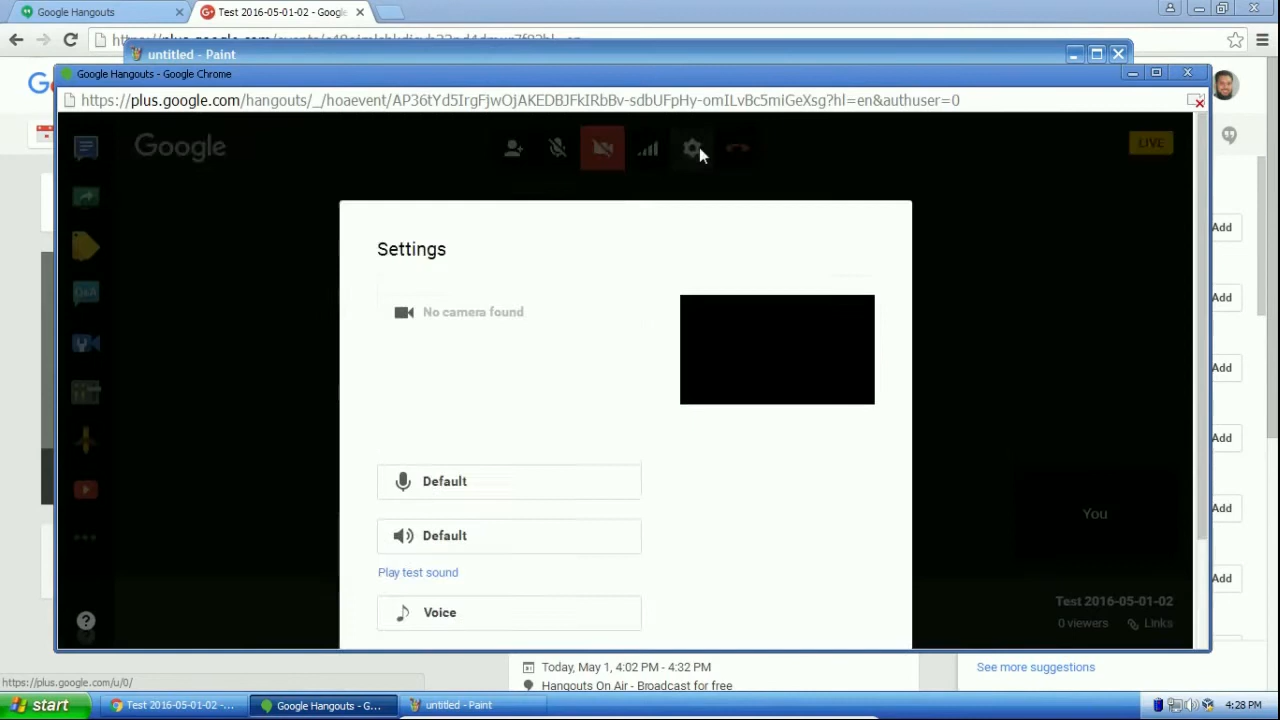 Google Hangouts
Test 2016-05-01-02 - Google
untitled - Paint
Google Hangouts - Google Chrome
https://plus.google.com/hangouts/_/hoaevent/AP36tYd5IrgFjwOjAKEDBJFkIRbBv-sdbUFpHy-omILvBc5miGeXsg?hl=en&authuser=0
Google
LIVE
Settings
Add
Q&A
Add
No camera found
Add
Add
Default
Add
You
Default
Play test sound
Add
Test 2016-05-01-02
Voice
0 viewers
Links
Today, May 1, 4:02 PM - 4:32 PM
See more suggestions
https://plus.google.com/u/0/
Hangouts On Air - Broadcast for free
start
Test 2016-05-01-02 -...
Google Hangouts - G...
untitled - Paint
4:28 PM